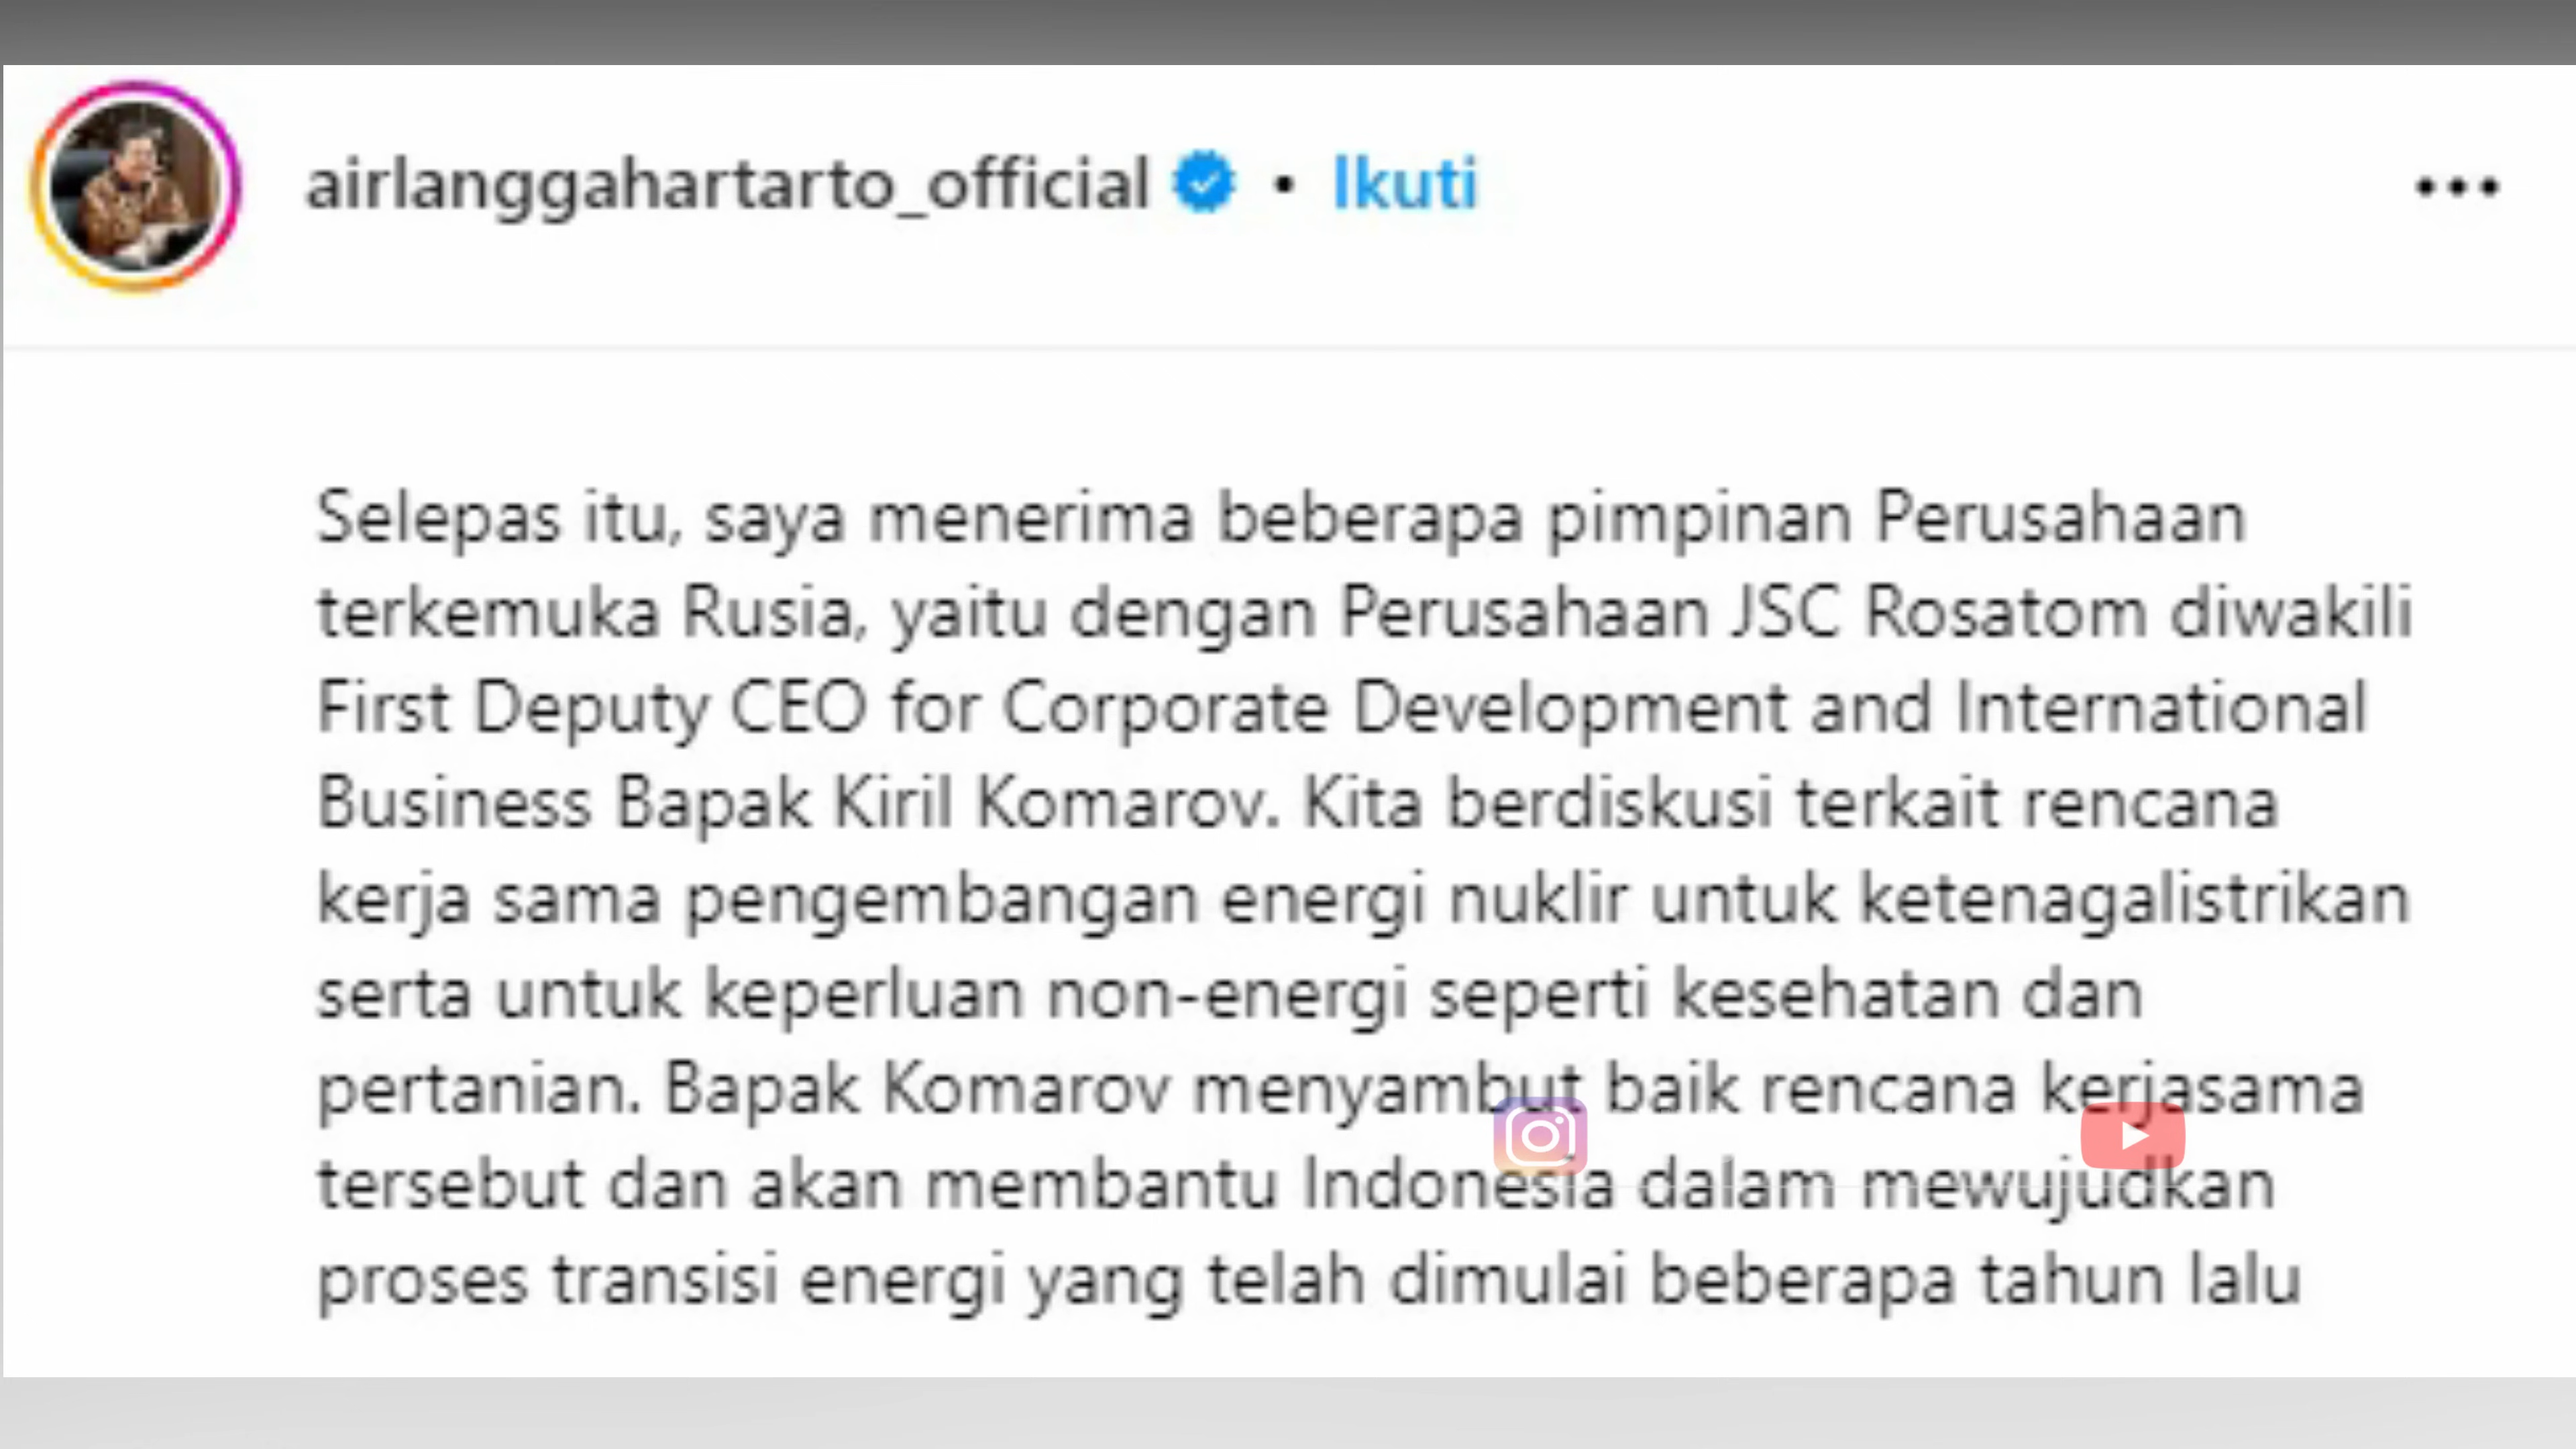 airlanggahartarto_official • Ikuti
Selepas itu, saya menerima beberapa pimpinan Perusahaan
terkemuka Rusia, yaitu dengan Perusahaan JSC Rosatom diwakili
First Deputy CEO for Corporate Development and International
Business Bapak Kiril Komarov. Kita berdiskusi terkait rencana
kerja sama pengembangan energi nuklir untuk ketenagalistrikan
serta untuk keperluan non-energi seperti kesehatan dan
pertanian. Bapak Komarov menyambut baik rencana kerjasama
tersebut dan akan membantu Indonesia dalam mewujudkan
proses transisi energi yang telah dimulai beberapa tahun lalu